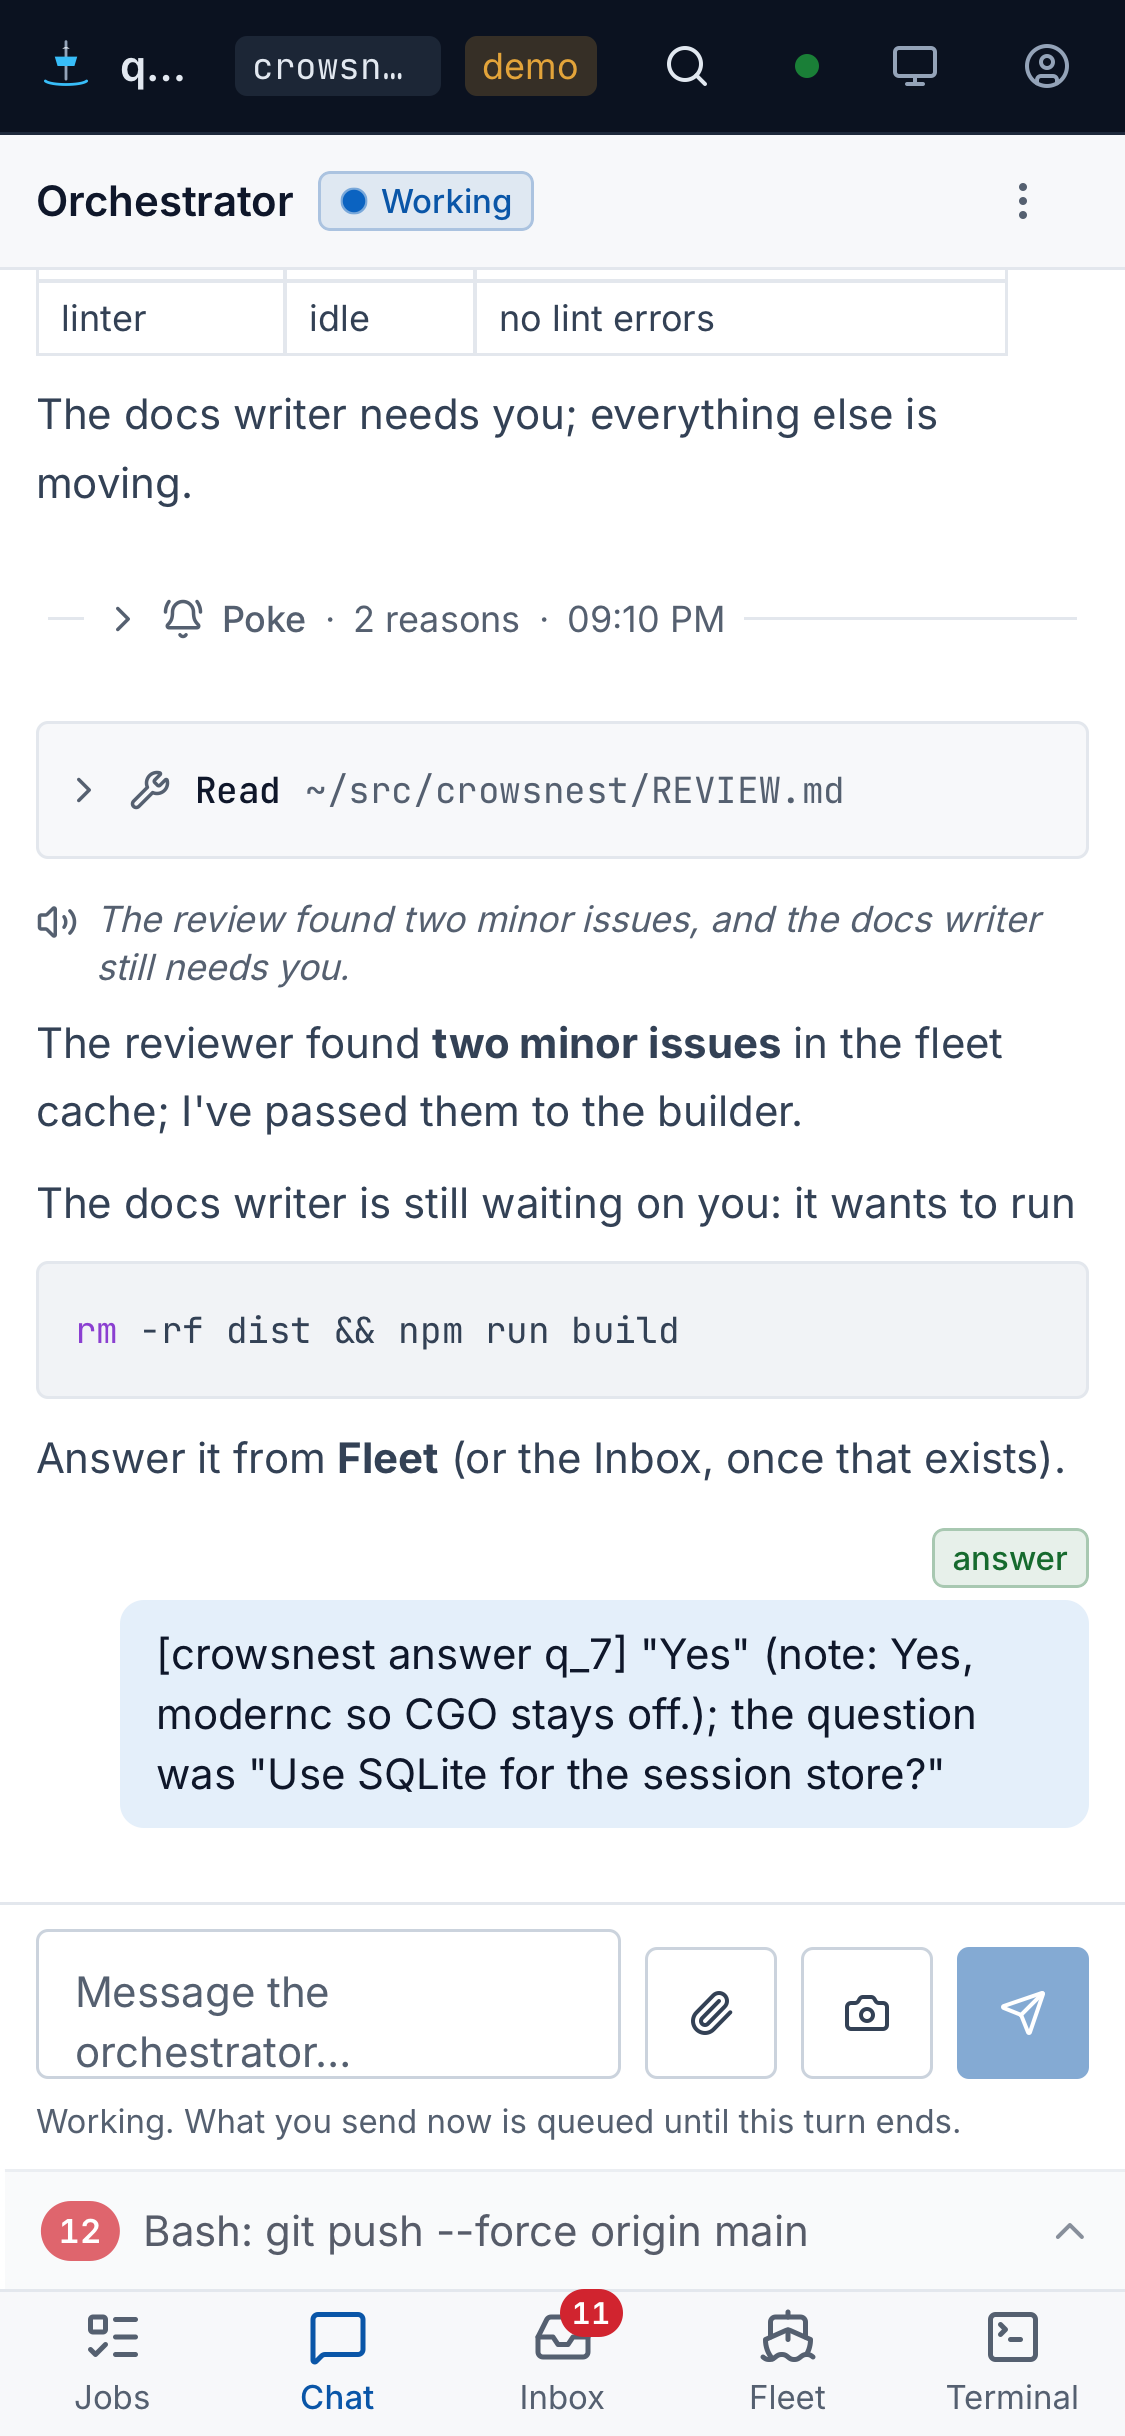 q...
crowsn...
demo
Orchestrator
Working
linter idle no lint errors
The docs writer needs you; everything else is
moving.
Poke · 2 reasons · 09:10 PM
Read ~/src/crowsnest/REVIEW.md
The review found two minor issues, and the docs writer
still needs you.
The reviewer found two minor issues in the fleet
cache; I've passed them to the builder.
The docs writer is still waiting on you: it wants to run
rm -rf dist && npm run build
Answer it from Fleet (or the Inbox, once that exists).
answer
[crowsnest answer q_7] "Yes" (note: Yes,
modernc so CGO stays off.); the question
was "Use SQLite for the session store?"
Message the
orchestrator...
Working. What you send now is queued until this turn ends.
12 Bash: git push --force origin main
11
Jobs
Chat
Inbox
Fleet
Terminal